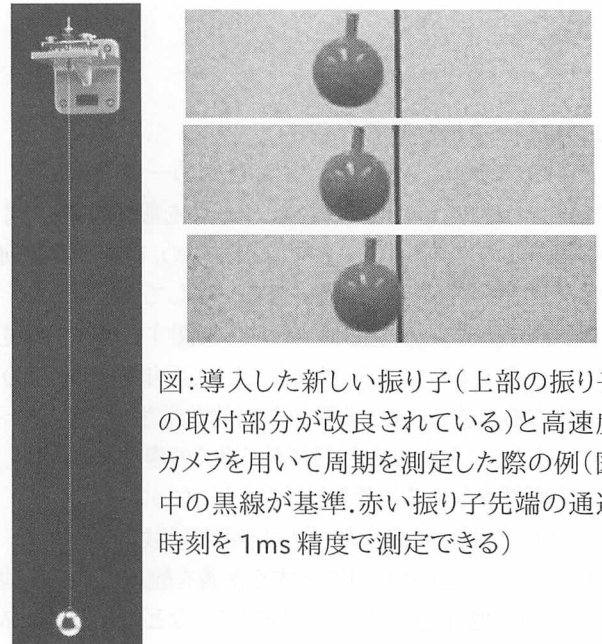 図:導入した新しい振り子(上部の振り
の取付部分が改良されている)と高速
カメラを用いて周期を測定した際の例(
中の黒線が基準.赤い振り子先端の通
時刻を 1ms 精度で測定できる)